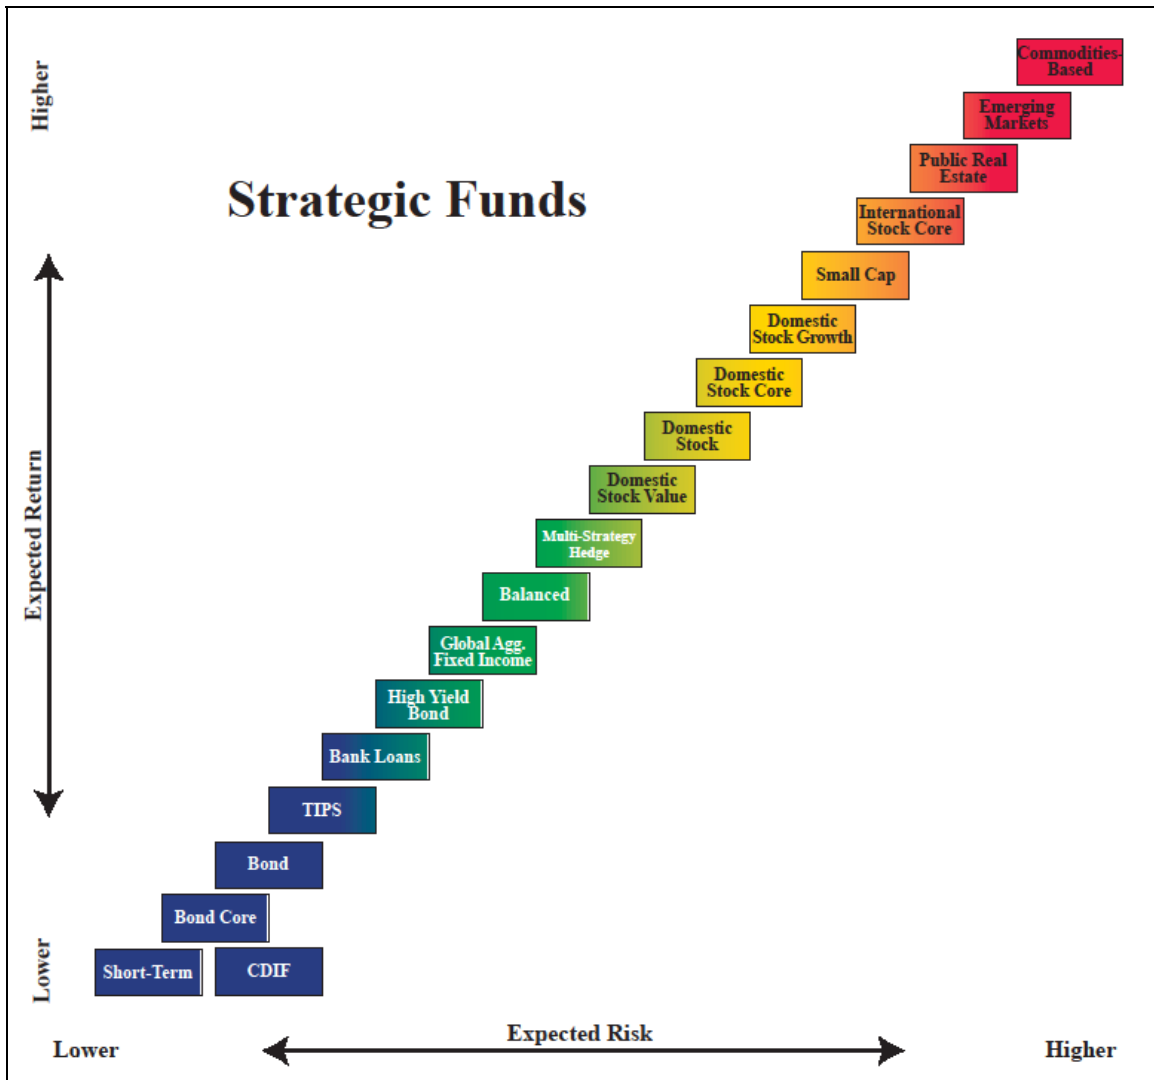 Higher
Commodities-
Based
Emerging
Markets
Public Real
Estate
Strategic Funds
International
Stock Core
Small Cap
Domestic
Stock Growth
Domestic
Stock Core
Domestic
Stock
Domestic
Stock Value
Expected Return
Multi-Strategy
Hedge
Balanced
Global Agg.
Fixed Income
High Yield
Bond
Bank Loans
TIPS
Bond
Bond Core
Short-Term
CDIF
Lower
Lower
Expected Risk
Higher